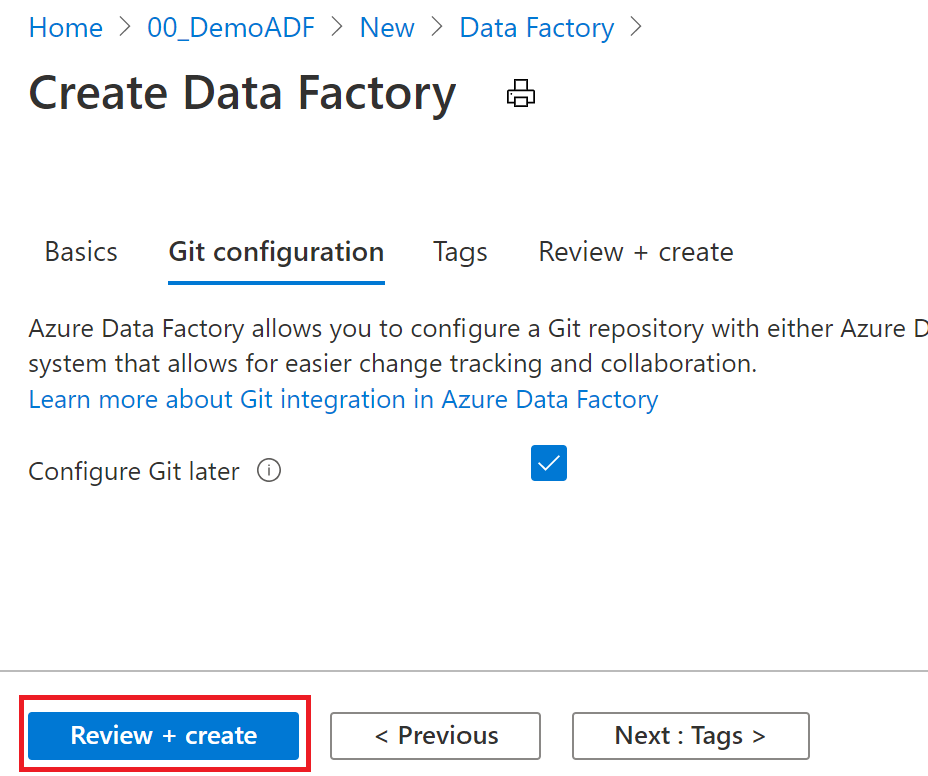 Home > 00_DemoADF > New > Data Factory >
Create Data Factory
Basics Git configuration Tags Review + create
Azure Data Factory allows you to configure a Git repository with either Azure D
system that allows for easier change tracking and collaboration.
Learn more about Git integration in Azure Data Factory
Configure Git later
Review + create < Previous Next : Tags >